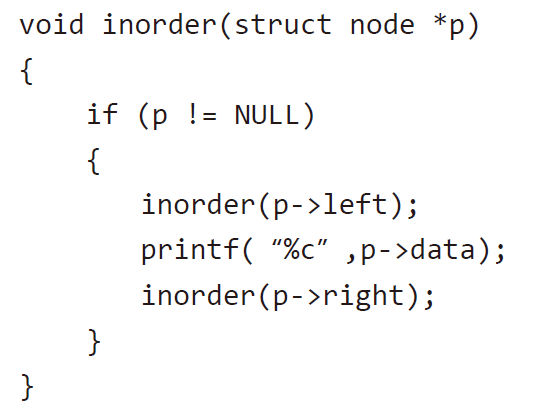 void inorder(struct node *p)
{
    if (p != NULL)
    {
        inorder(p->left);
        printf( “%c” ,p->data);
        inorder(p->right);
    }
}